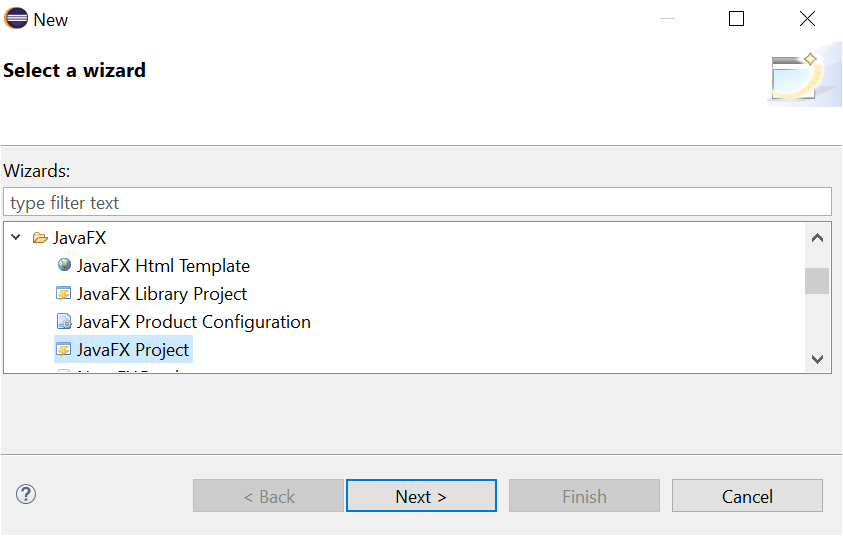 New
Select a wizard
Wizards:
type filter text
JavaFX
JavaFX Html Template
JavaFX Library Project
JavaFX Product Configuration
JavaFX Project
< Back
Next >
Finish
Cancel